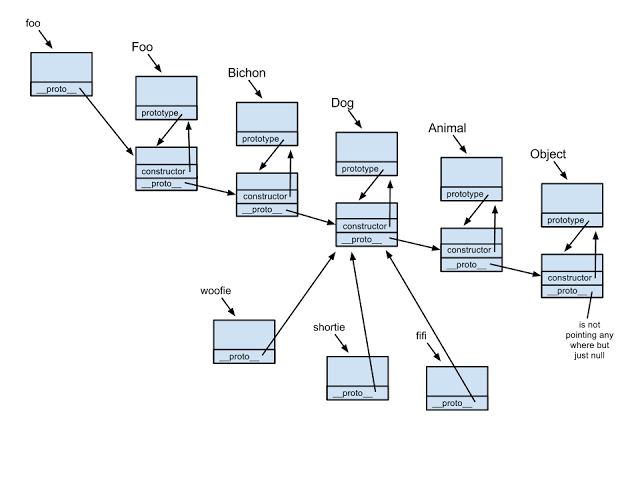 foo
__proto__
Foo
prototype
constructor
__proto__
Bichon
prototype
constructor
__proto__
Dog
prototype
constructor
__proto__
Animal
prototype
constructor
__proto__
Object
prototype
constructor
__proto__
is not
pointing any
where but
just null
woofie
__proto__
shortie
__proto__
fifi
__proto__